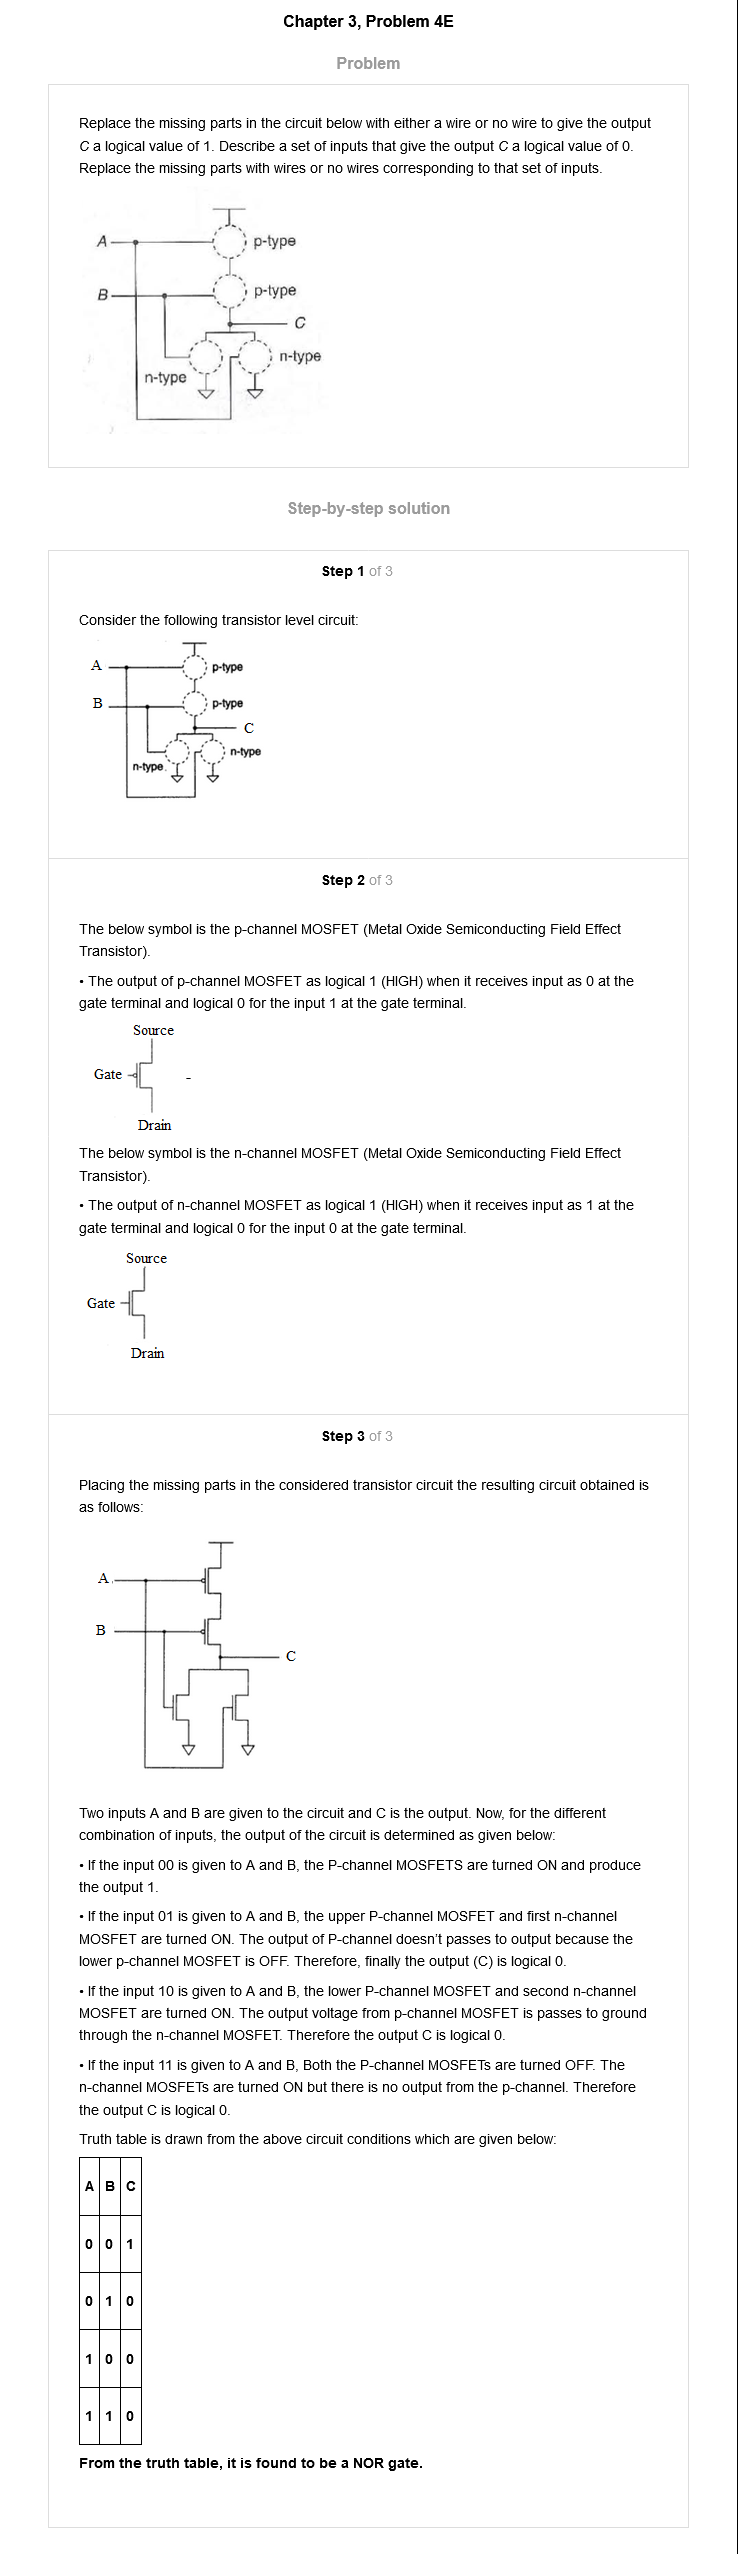 Chapter 3, Problem 4E
Problem
Replace the missing parts in the circuit below with either a wire or no wire to give the output
C a logical value of 1. Describe a set of inputs that give the output C a logical value of 0.
Replace the missing parts with wires or no wires corresponding to that set of inputs.
A
p-type
B
p-type
C
n-type
n-type
Step-by-step solution
Step 1 of 3
Consider the following transistor level circuit:
A
p-type
B
p-type
C
n-type
n-type
Step 2 of 3
The below symbol is the p-channel MOSFET (Metal Oxide Semiconducting Field Effect
Transistor).
• The output of p-channel MOSFET as logical 1 (HIGH) when it receives input as 0 at the
gate terminal and logical 0 for the input 1 at the gate terminal.
Source
Gate
Drain
The below symbol is the n-channel MOSFET (Metal Oxide Semiconducting Field Effect
Transistor).
• The output of n-channel MOSFET as logical 1 (HIGH) when it receives input as 1 at the
gate terminal and logical 0 for the input 0 at the gate terminal.
Source
Gate
Drain
Step 3 of 3
Placing the missing parts in the considered transistor circuit the resulting circuit obtained is
as follows:
A
B
C
Two inputs A and B are given to the circuit and C is the output. Now, for the different
combination of inputs, the output of the circuit is determined as given below:
• If the input 00 is given to A and B, the P-channel MOSFETS are turned ON and produce
the output 1.
• If the input 01 is given to A and B, the upper P-channel MOSFET and first n-channel
MOSFET are turned ON. The output of P-channel doesn't passes to output because the
lower p-channel MOSFET is OFF. Therefore, finally the output (C) is logical 0.
• If the input 10 is given to A and B, the lower P-channel MOSFET and second n-channel
MOSFET are turned ON. The output voltage from p-channel MOSFET is passes to ground
through the n-channel MOSFET. Therefore the output C is logical 0.
• If the input 11 is given to A and B, Both the P-channel MOSFETs are turned OFF. The
n-channel MOSFETs are turned ON but there is no output from the p-channel. Therefore
the output C is logical 0.
Truth table is drawn from the above circuit conditions which are given below:
A B C
0 0 1
0 1 0
1 0 0
1 1 0
From the truth table, it is found to be a NOR gate.